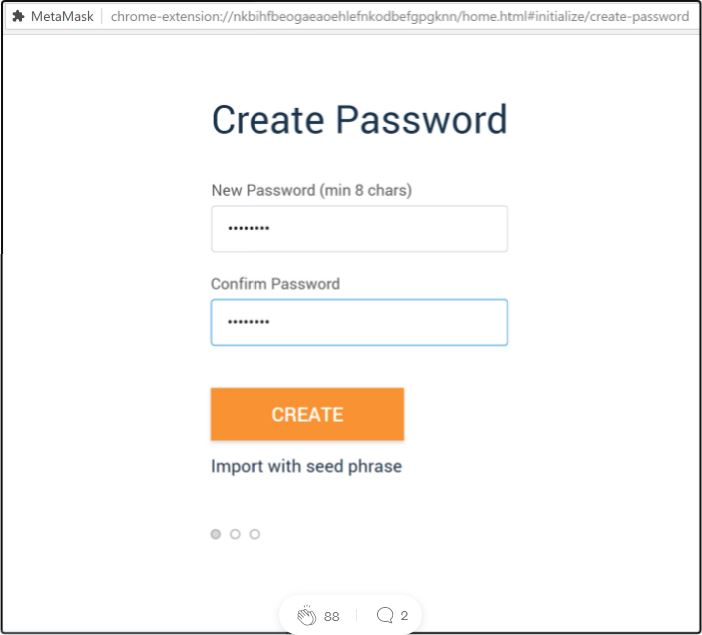 MetaMask chrome-extension://nkbihfbeogaeaoehlefnkodbefgpgknn/home.html#initialize/create-password
Create Password
New Password (min 8 chars)
••••••••
Confirm Password
••••••••
CREATE
Import with seed phrase
88 2